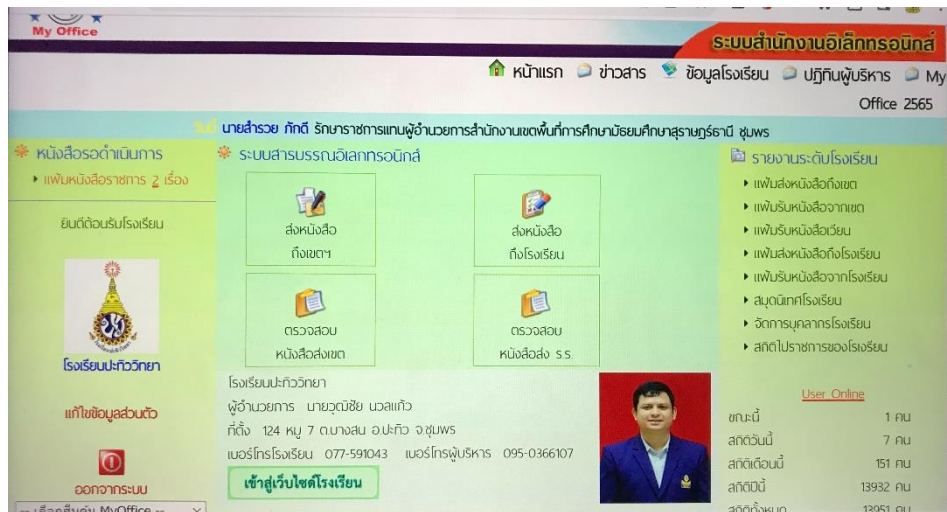 My Office
ระบบสำนักงานอิเล็กทรอนิกส์
หน้าแรก ข่าวสาร ข้อมูลโรงเรียน ปฏิทินผู้บริหาร My
Office 2565
วันนี้ นายสำรวย ภักดี รักษาราชการแทนผู้อำนวยการสำนักงานเขตพื้นที่การศึกษามัธยมศึกษาสุราษฎร์ธานี ชุมพร
หนังสือรอดำเนินการ
แฟ้มหนังสือราชการ 2 เรื่อง
ยินดีต้อนรับโรงเรียน
โรงเรียนปะทิววิทยา
แก้ไขข้อมูลส่วนตัว
ออกจากระบบ
-- เลือกสืบค้น MyOffice --
ระบบสารบรรณอิเลกทรอนิกส์
ส่งหนังสือ
ถึงเขตฯ
ส่งหนังสือ
ถึงโรงเรียน
ตรวจสอบ
หนังสือส่งเขต
ตรวจสอบ
หนังสือส่ง ร.ร.
โรงเรียนปะทิววิทยา
ผู้อำนวยการ นายวุฒิชัย นวลแก้ว
ที่ตั้ง 124 หมู่ 7 ต.บางสน อ.ปะทิว จ.ชุมพร
เบอร์โทรโรงเรียน 077-591043 เบอร์โทรผู้บริหาร 095-0366107
เข้าสู่เว็บไซต์โรงเรียน
รายงานระดับโรงเรียน
แฟ้มส่งหนังสือถึงเขต
แฟ้มรับหนังสือจากเขต
แฟ้มรับหนังสือเวียน
แฟ้มส่งหนังสือถึงโรงเรียน
แฟ้มรับหนังสือจากโรงเรียน
สมุดนิเทศโรงเรียน
จัดการบุคลากรโรงเรียน
สถิติไปราชการของโรงเรียน
User Online
ขณะนี้ 1 คน
สถิติวันนี้ 7 คน
สถิติเดือนนี้ 151 คน
สถิติปีนี้ 13932 คน
สถิติทั้งหมด 13951 คน